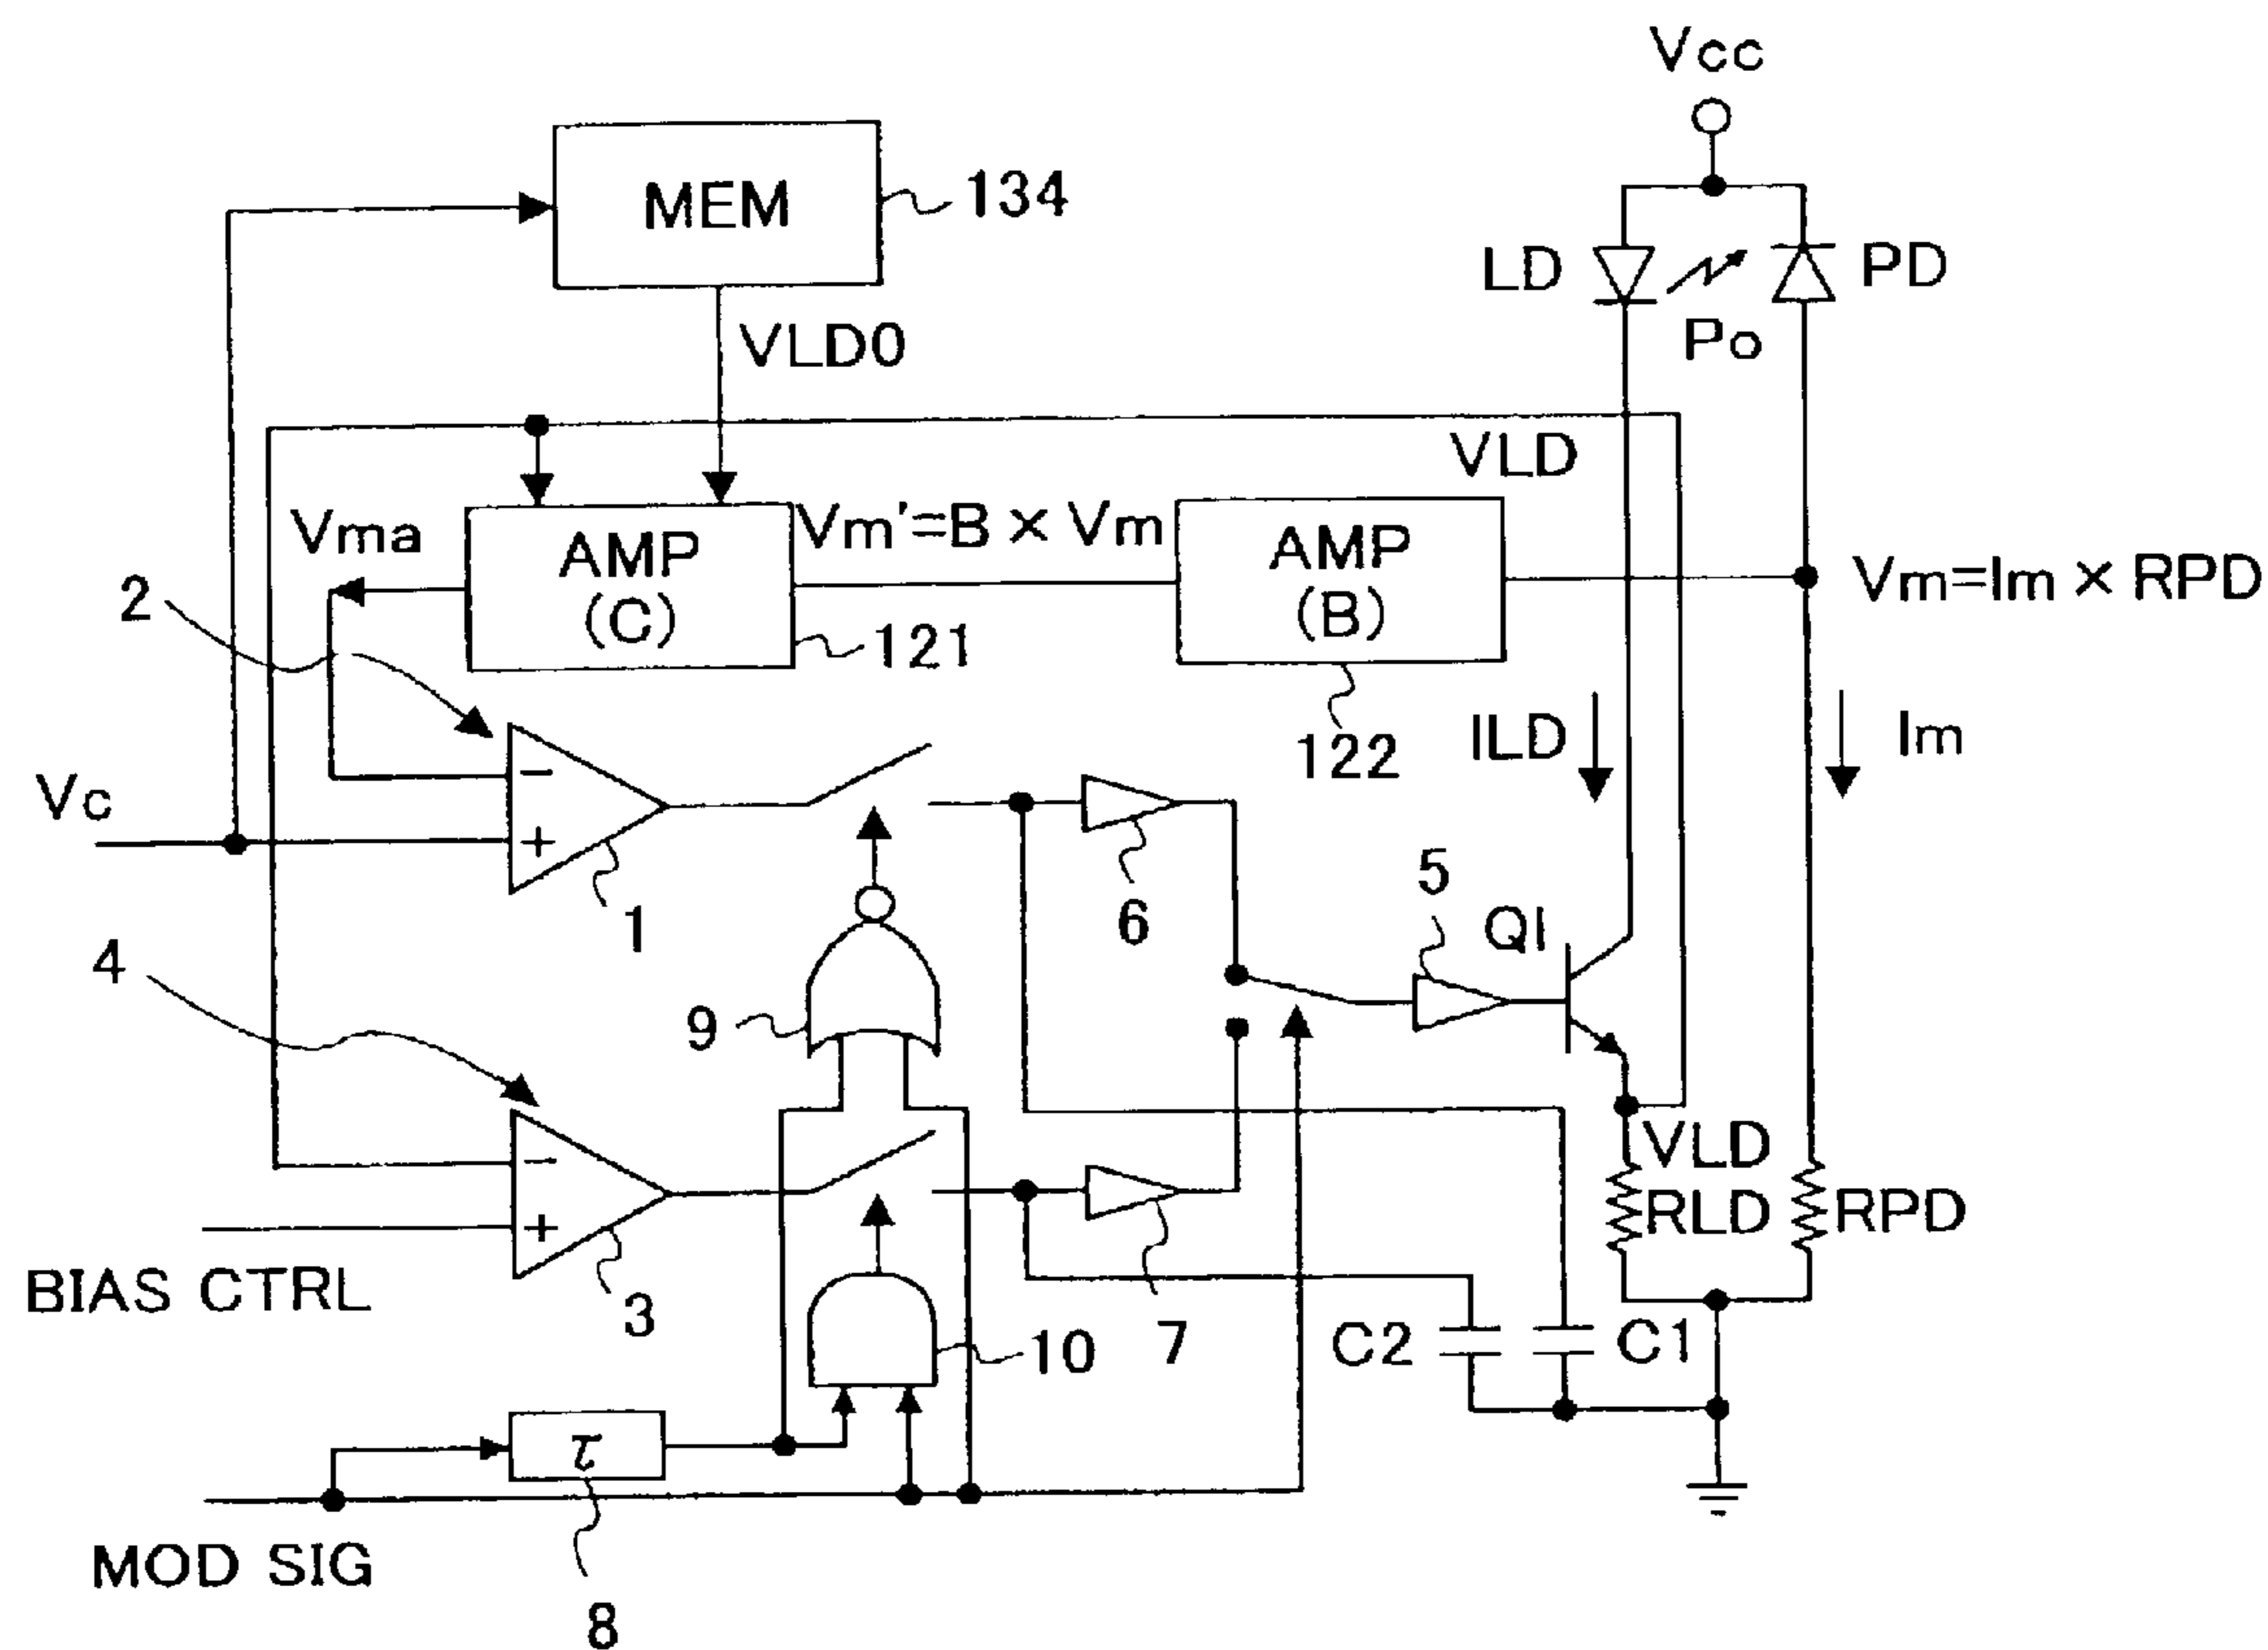 Vcc
MEM
134
LD
PD
Po
VLD0
VLD
Vma
AMP
(C)
Vm'=B × Vm
AMP
(B)
Vm=Im × RPD
2
121
122
ILD
Im
Vc
−
+
1
6
5
QI
4
9
VLD
−
+
RLD
RPD
BIAS CTRL
3
10
7
C2
C1
τ
MOD SIG
8